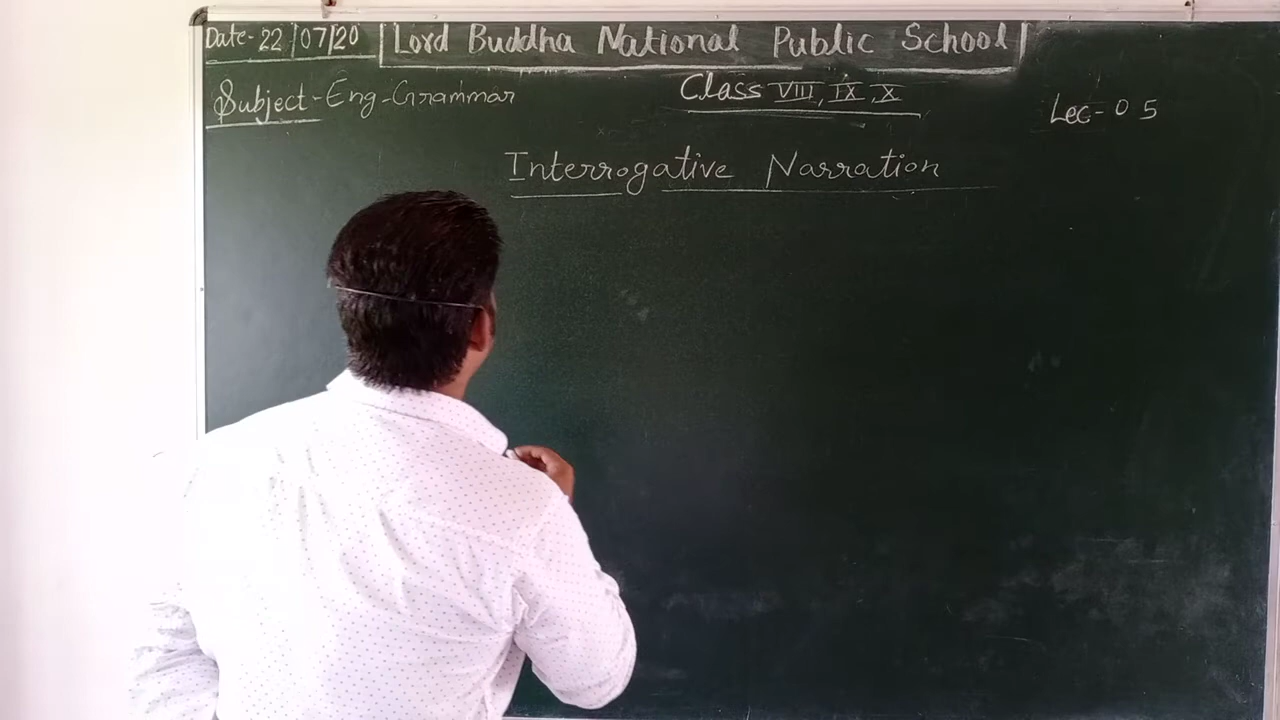 Date-22/07/20 Lord Buddha National Public School
Subject-Eng-Grammar Class VIII, IX, X Lec-05
Interrogative Narration